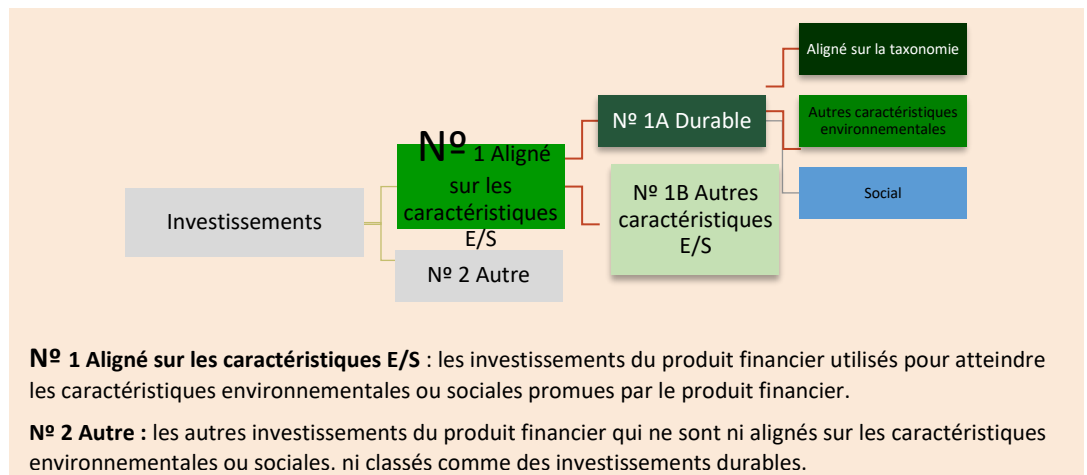 Aligné sur la taxonomie
Nº 1A Durable
Autres caractéristiques
environnementales
Nº 1 Aligné
sur les
caractéristiques
E/S
Nº 1B Autres
caractéristiques
E/S
Social
Investissements
Nº 2 Autre
Nº 1 Aligné sur les caractéristiques E/S : les investissements du produit financier utilisés pour atteindre
les caractéristiques environnementales ou sociales promues par le produit financier.
Nº 2 Autre : les autres investissements du produit financier qui ne sont ni alignés sur les caractéristiques
environnementales ou sociales. ni classés comme des investissements durables.